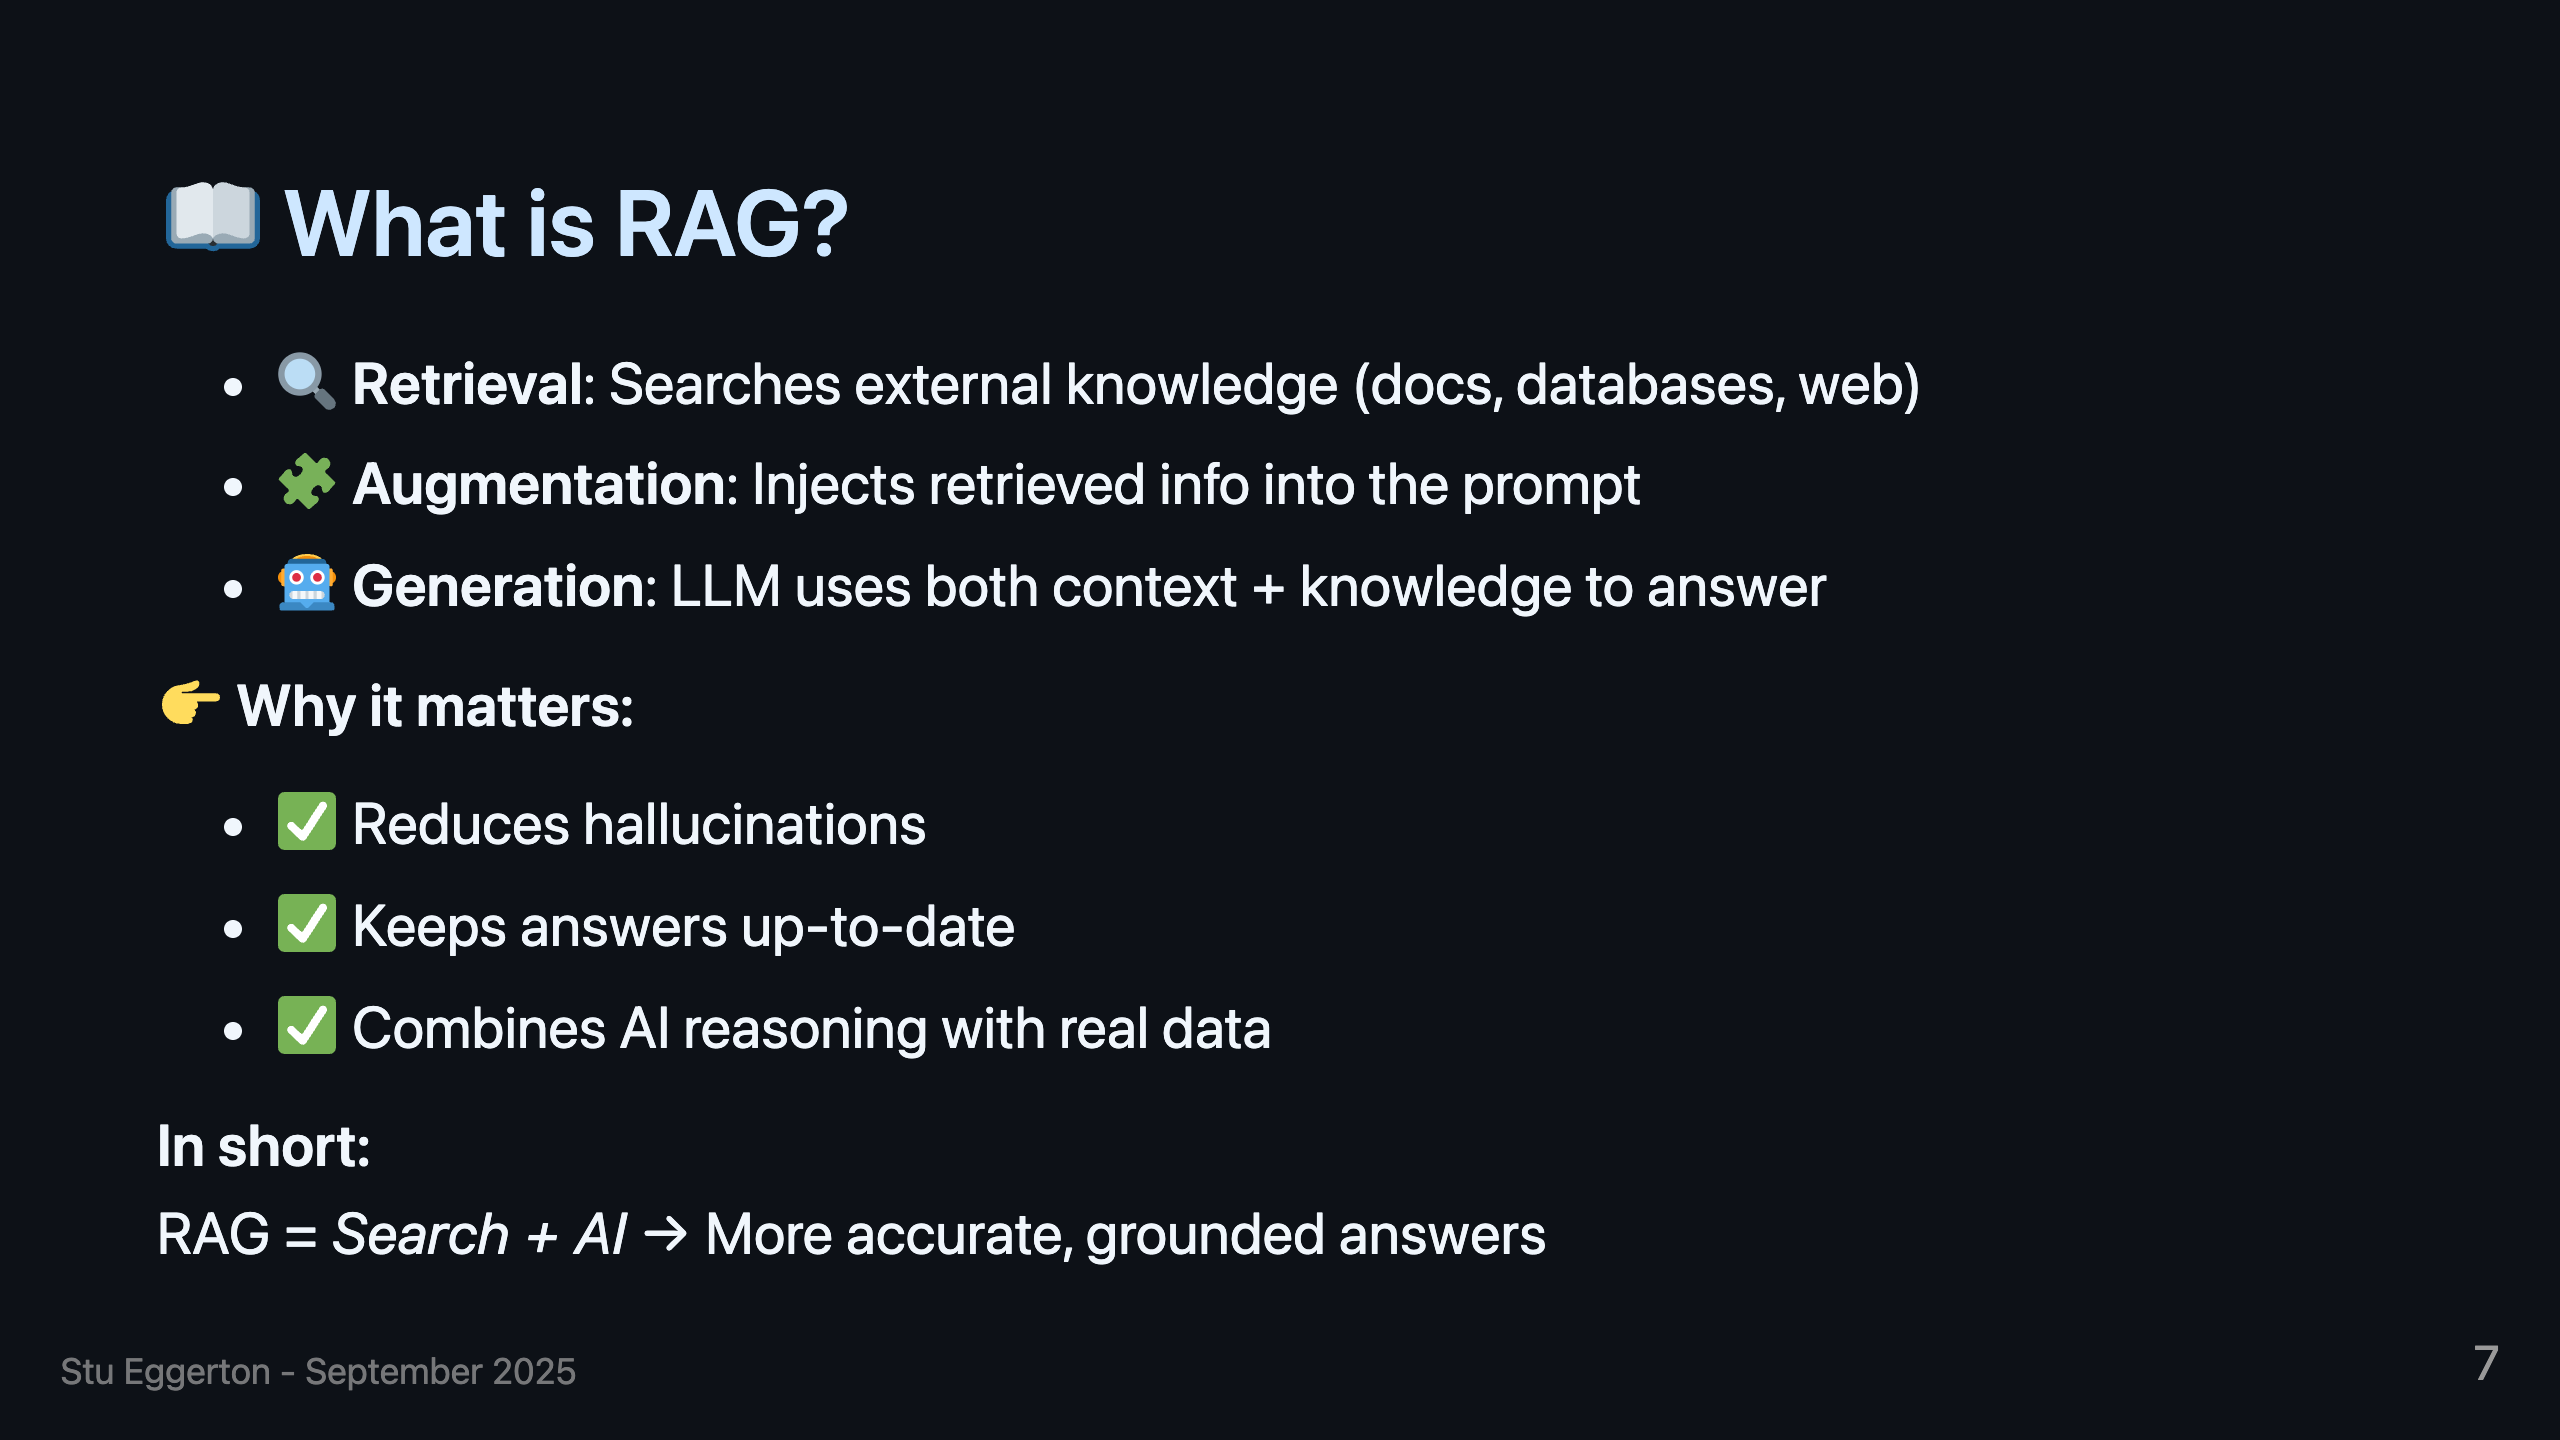 📖 What is RAG?
• 🔍 Retrieval: Searches external knowledge (docs, databases, web)
• 🧩 Augmentation: Injects retrieved info into the prompt
• 🤖 Generation: LLM uses both context + knowledge to answer
👉 Why it matters:
• ✅ Reduces hallucinations
• ✅ Keeps answers up-to-date
• ✅ Combines AI reasoning with real data
In short:
RAG = Search + AI → More accurate, grounded answers
Stu Eggerton - September 2025
7